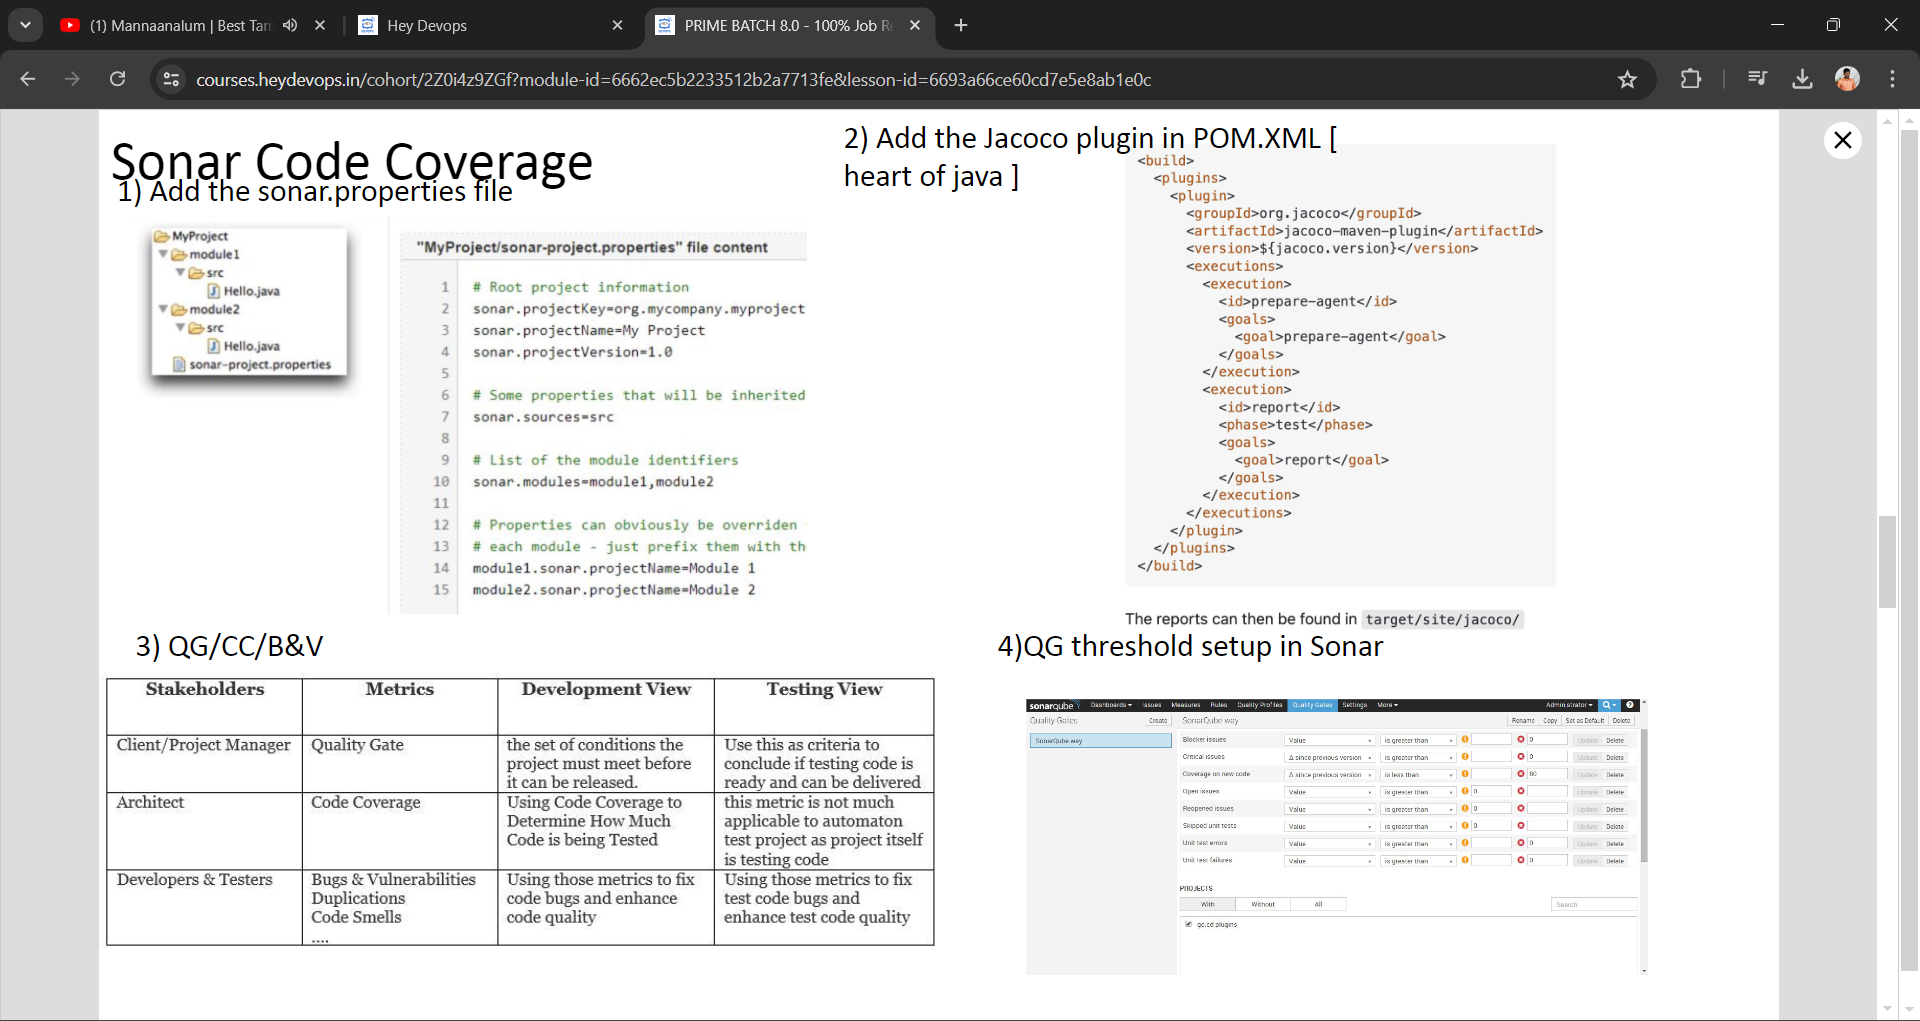 (1) Mannaanalum | Best Tam
Hey Devops
PRIME BATCH 8.0 - 100% Job Re
courses.heydevops.in/cohort/2Z0i4z9ZGf?module-id=6662ec5b2233512b2a7713fe&lesson-id=6693a66ce60cd7e5e8ab1e0c
Sonar Code Coverage
1) Add the sonar.properties file
MyProject
module1
src
Hello.java
module2
src
Hello.java
sonar-project.properties
"MyProject/sonar-project.properties" file content
1 # Root project information
2 sonar.projectKey=org.mycompany.myproject
3 sonar.projectName=My Project
4 sonar.projectVersion=1.0
5
6 # Some properties that will be inherited
7 sonar.sources=src
8
9 # List of the module identifiers
10 sonar.modules=module1,module2
11
12 # Properties can obviously be overriden
13 # each module - just prefix them with th
14 module1.sonar.projectName=Module 1
15 module2.sonar.projectName=Module 2
2) Add the Jacoco plugin in POM.XML [
heart of java ]
<build>
<plugins>
<plugin>
<groupId>org.jacoco</groupId>
<artifactId>jacoco-maven-plugin</artifactId>
<version>${jacoco.version}</version>
<executions>
<execution>
<id>prepare-agent</id>
<goals>
<goal>prepare-agent</goal>
</goals>
</execution>
<execution>
<id>report</id>
<phase>test</phase>
<goals>
<goal>report</goal>
</goals>
</execution>
</executions>
</plugin>
</plugins>
</build>
The reports can then be found in target/site/jacoco/
3) QG/CC/B&V
Stakeholders Metrics Development View Testing View
Client/Project Manager Quality Gate the set of conditions the Use this as criteria to
project must meet before conclude if testing code is
it can be released. ready and can be delivered
Architect Code Coverage Using Code Coverage to this metric is not much
Determine How Much applicable to automaton
Code is being Tested test project as project itself
is testing code
Developers & Testers Bugs & Vulnerabilities Using those metrics to fix Using those metrics to fix
Duplications code bugs and enhance test code bugs and
Code Smells code quality enhance test code quality
....
4)QG threshold setup in Sonar
sonarqube Dashboards Issues Measures Rules Quality Profiles Quality Gates Settings More Administrator
Quality Gates Create SonarQube way Rename Copy Set as Default Delete
SonarQube way
Blocker issues Value is greater than 0 Update Delete
Critical issues Δ since previous version is greater than 0 Update Delete
Coverage on new code Δ since previous version is less than 80 Update Delete
Open issues Value is greater than 0 Update Delete
Reopened issues Value is greater than 0 Update Delete
Skipped unit tests Value is greater than 0 Update Delete
Unit test errors Value is greater than 0 Update Delete
Unit test failures Value is greater than 0 Update Delete
PROJECTS
With Without All Search
go.cd plugins